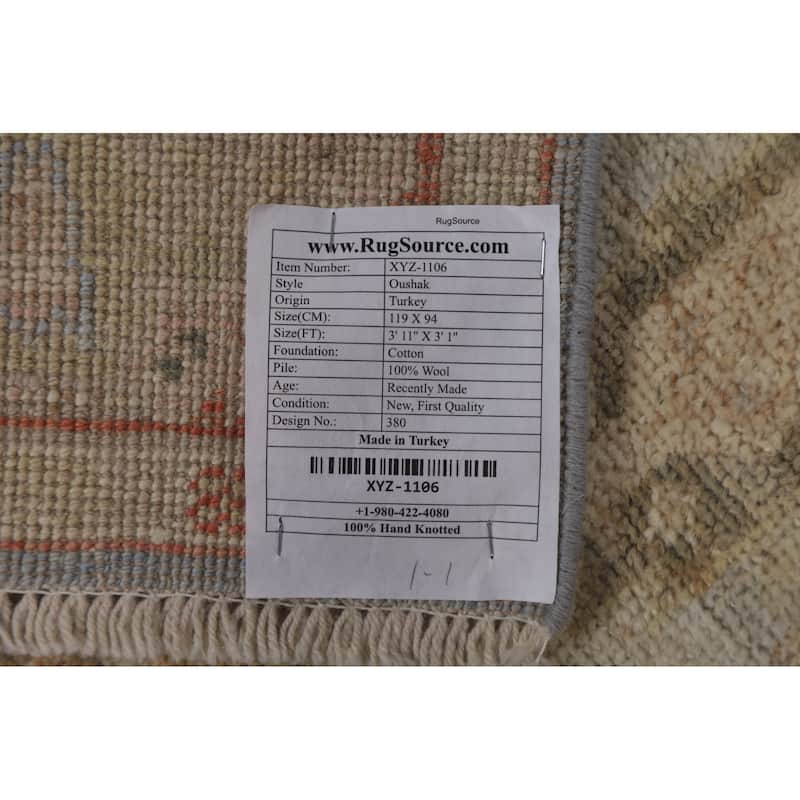 RugSource
www.RugSource.com
Item Number: XYZ-1106
Style Oushak
Origin Turkey
Size(CM): 119 X 94
Size(FT): 3' 11" X 3' 1"
Foundation: Cotton
Pile: 100% Wool
Age: Recently Made
Condition: New, First Quality
Design No.: 380
Made in Turkey
XYZ-1106
+1-980-422-4080
100% Hand Knotted
1-1